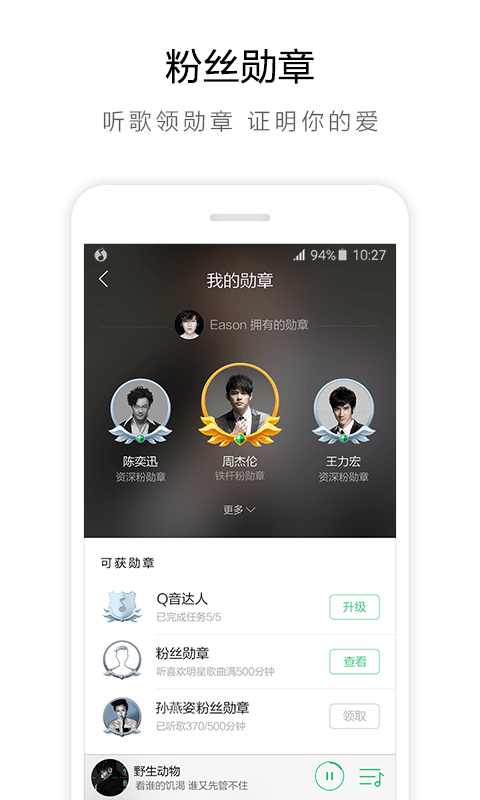 粉丝勋章
听歌领勋章 证明你的爱
94% 10:27
我的勋章
Eason 拥有的勋章
陈奕迅 周杰伦 王力宏
资深粉勋章 铁杆粉勋章 资深粉勋章
更多
可获勋章
Q音达人
已完成任务5/5
升级
粉丝勋章
听喜欢明星歌曲满500分钟
查看
孙燕姿粉丝勋章
已听歌370/500分钟
领取
野生动物
看谁的饥渴 谁又先管不住